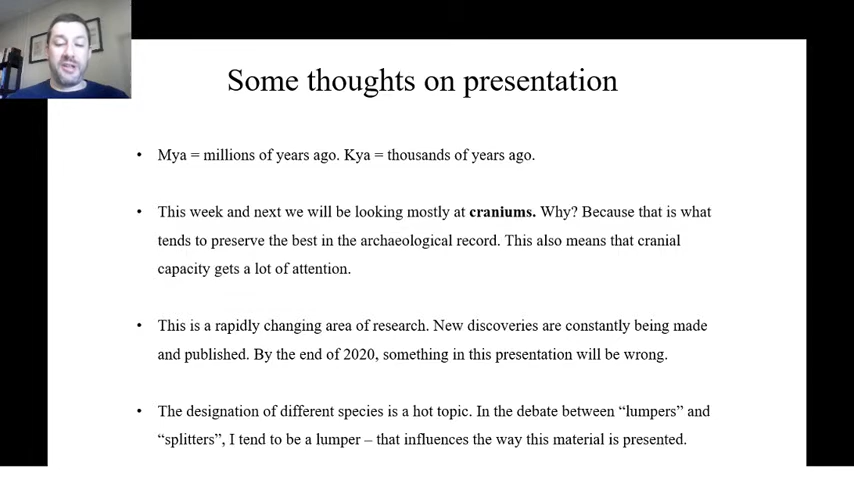 Some thoughts on presentation
• Mya = millions of years ago. Kya = thousands of years ago.
• This week and next we will be looking mostly at craniums. Why? Because that is what
tends to preserve the best in the archaeological record. This also means that cranial
capacity gets a lot of attention.
• This is a rapidly changing area of research. New discoveries are constantly being made
and published. By the end of 2020, something in this presentation will be wrong.
• The designation of different species is a hot topic. In the debate between “lumpers” and
“splitters”, I tend to be a lumper – that influences the way this material is presented.